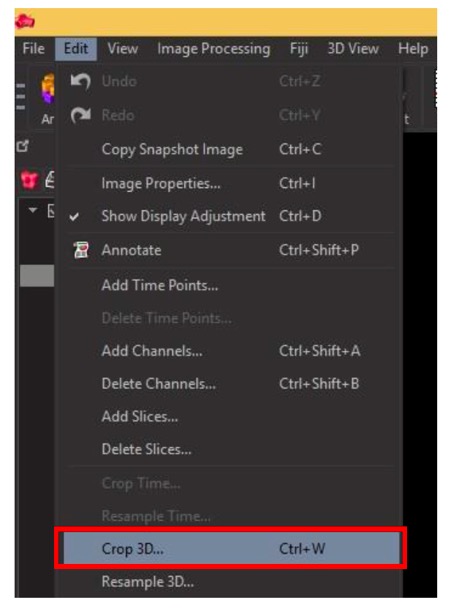 File Edit View Image Processing Fiji 3D View Help
Undo Ctrl+Z
Ar Redo Ctrl+Y t
Copy Snapshot Image Ctrl+C
Image Properties... Ctrl+I
Show Display Adjustment Ctrl+D
Annotate Ctrl+Shift+P
Add Time Points...
Delete Time Points...
Add Channels... Ctrl+Shift+A
Delete Channels... Ctrl+Shift+B
Add Slices...
Delete Slices...
Crop Time...
Resample Time...
Crop 3D... Ctrl+W
Resample 3D...